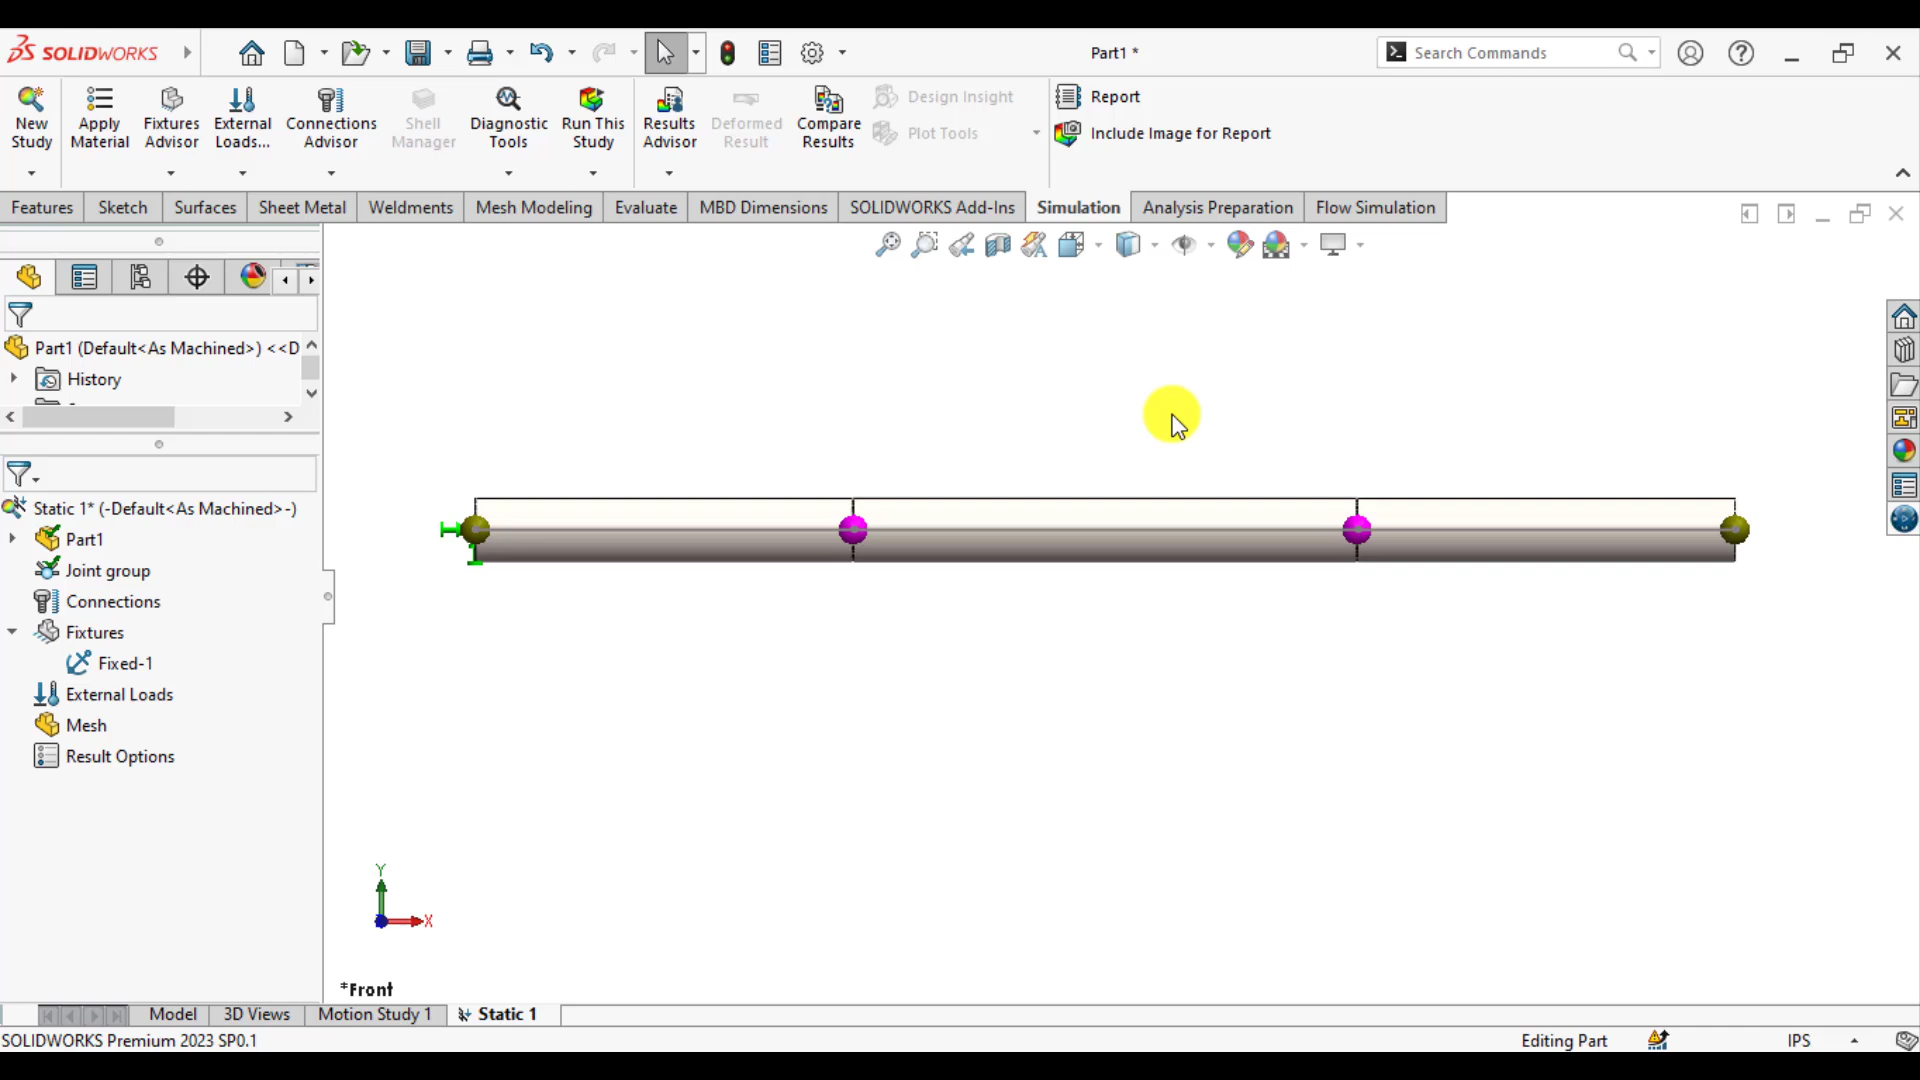 SOLIDWORKS
Part1 *
Search Commands
New Study
Apply Material
Fixtures Advisor
External Loads...
Connections Advisor
Shell Manager
Diagnostic Tools
Run This Study
Results Advisor
Deformed Result
Compare Results
Design Insight
Plot Tools
Report
Include Image for Report
Features
Sketch
Surfaces
Sheet Metal
Weldments
Mesh Modeling
Evaluate
MBD Dimensions
SOLIDWORKS Add-Ins
Simulation
Analysis Preparation
Flow Simulation
Part1 (Default<As Machined>) <<D
History
Static 1* (-Default<As Machined>-)
Part1
Joint group
Connections
Fixtures
Fixed-1
External Loads
Mesh
Result Options
Y
X
*Front
Model
3D Views
Motion Study 1
Static 1
SOLIDWORKS Premium 2023 SP0.1
Editing Part
IPS